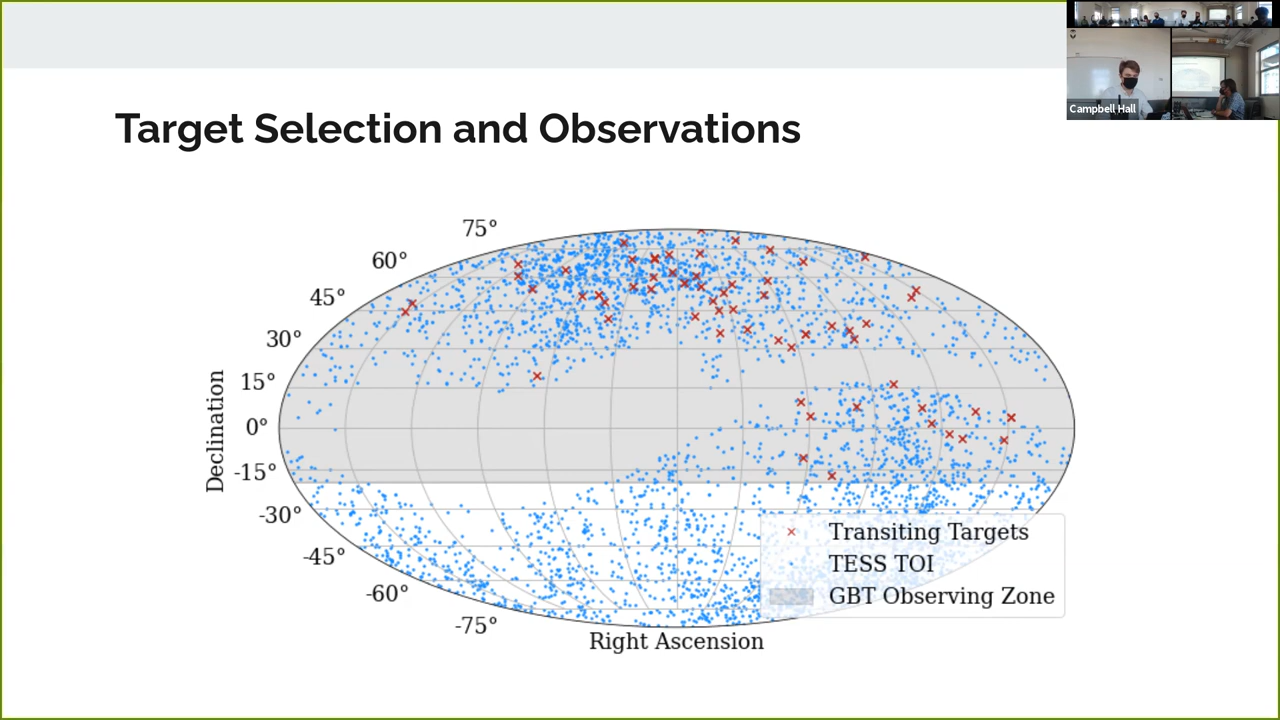 Campbell Hall
Target Selection and Observations
75°
60°
45°
30°
15°
0°
-15°
-30°
-45°
-60°
-75°
Declination
Right Ascension
Transiting Targets
TESS TOI
GBT Observing Zone